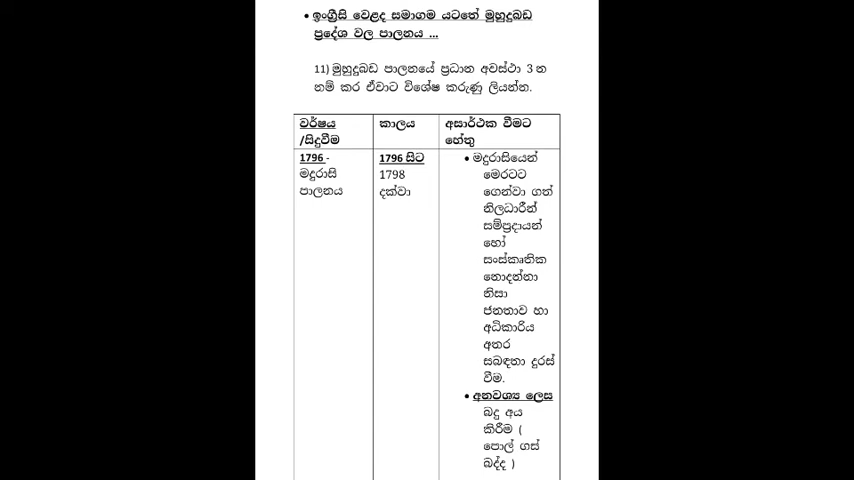 • ඉංග්‍රීසි වෙළද සමාගම යටතේ මුහුදුබඩ
ප්‍රදේශ වල පාලනය ...
11) මුහුදුබඩ පාලනයේ ප්‍රධාන අවස්ථා 3 න
නම් කර ඒවාට විශේෂ කරුණු ලියන්න.
වර්ෂය
/සිදුවීම
කාලය
අසාර්ථක වීමට
හේතු
1796 -
මදුරාසි
පාලනය
1796 සිට
1798
දක්වා
• මදුරාසියෙන්
මෙරටට
ගෙන්වා ගත්
නිලධාරීන්
සම්ප්‍රදායන්
හෝ
සංස්කෘතික
නොදන්නා
නිසා
ජනතාව හා
අධිකාරිය
අතර
සබඳතා දුරස්
වීම.
• අනවශ්‍ය ලෙස
බදු අය
කිරීම (
පොල් ගස්
බද්ද )